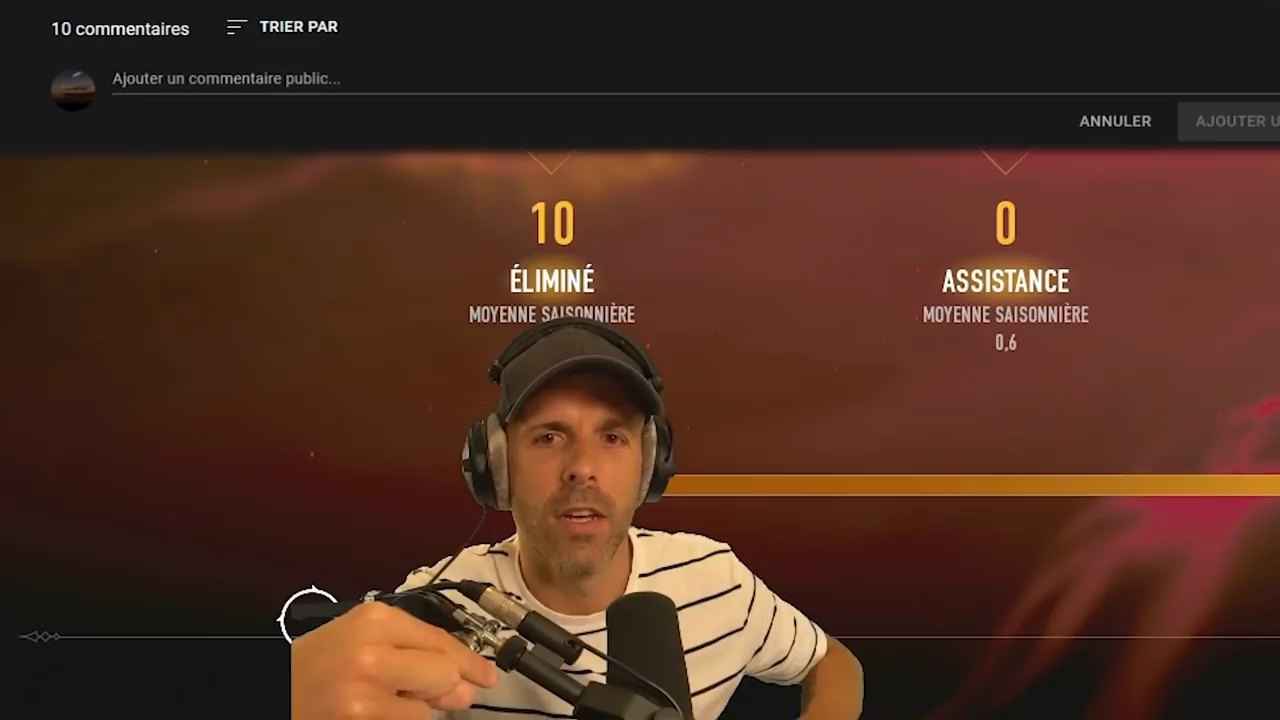 10 commentaires
TRIER PAR
Ajouter un commentaire public...
ANNULER
AJOUTER U
10
0
ÉLIMINÉ
ASSISTANCE
MOYENNE SAISONNIÈRE
MOYENNE SAISONNIÈRE
0,6